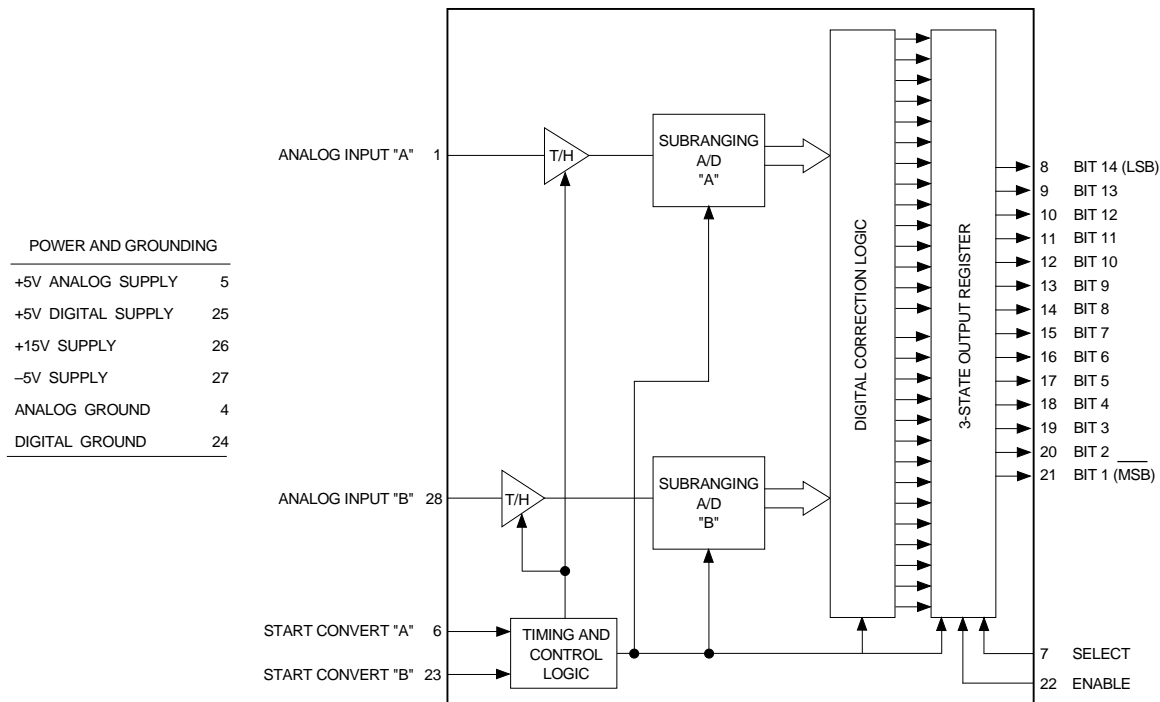 POWER AND GROUNDING
+5V ANALOG SUPPLY 5
+5V DIGITAL SUPPLY 25
+15V SUPPLY 26
–5V SUPPLY 27
ANALOG GROUND 4
DIGITAL GROUND 24
ANALOG INPUT "A" 1
ANALOG INPUT "B" 28
START CONVERT "A" 6
START CONVERT "B" 23
T/H
T/H
TIMING AND
CONTROL
LOGIC
SUBRANGING
A/D
"A"
SUBRANGING
A/D
"B"
DIGITAL CORRECTION LOGIC
3-STATE OUTPUT REGISTER
8 BIT 14 (LSB)
9 BIT 13
10 BIT 12
11 BIT 11
12 BIT 10
13 BIT 9
14 BIT 8
15 BIT 7
16 BIT 6
17 BIT 5
18 BIT 4
19 BIT 3
20 BIT 2
21 BIT 1 (M̅S̅B̅)
7 SELECT
22 ENABLE